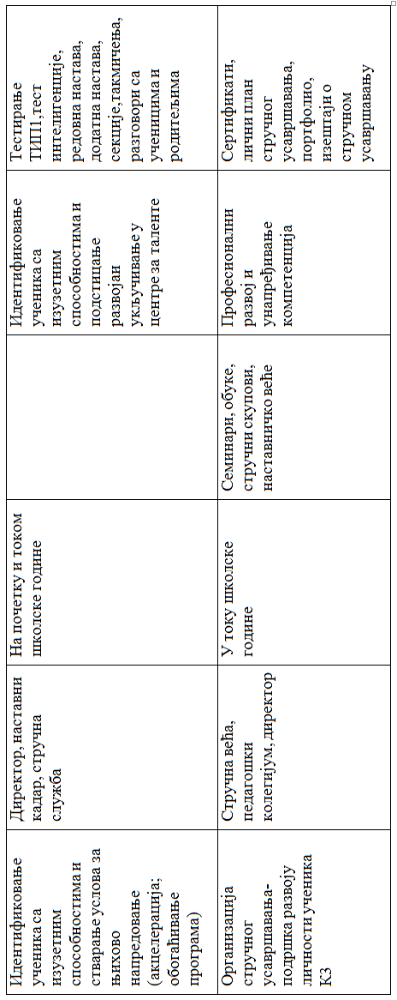 Идентификовање
ученика са
изузетним
способностима и
стварање услова за
њихово
напредовање
(акцелерација;
обогаћивање
програма)
Директор, наставни
кадар, стручна
служба
На почетку и током
школске године
Идентификовање
ученика са
изузетним
способностима и
подстицање
развојаи
укључивање у
центре за таленте
Тестирање
ТИП1,тест
интелигенције,
редовна настава,
додатна настава,
секције,такмичења,
разговори са
ученицима и
родитељима
Организација
стручног
усавршавања-
подршка развоју
личности ученика
К3
Стручна већа,
педагошки
колегијум, директор
У току школске
године
Семинари, обуке,
стручни скупови,
наставничко веће
Професионални
развој и
унапређивање
компетенција
Сертификати,
лични план
стручног
усавршавања,
портфолио,
изештаји о
стручном
усавршавању